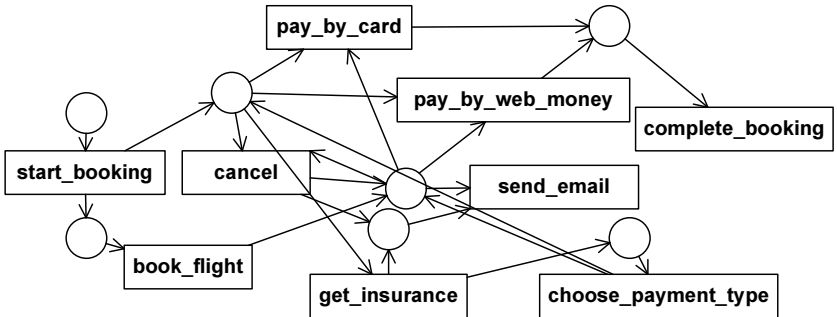 pay_by_card
pay_by_web_money
complete_booking
start_booking
cancel
send_email
book_flight
get_insurance
choose_payment_type